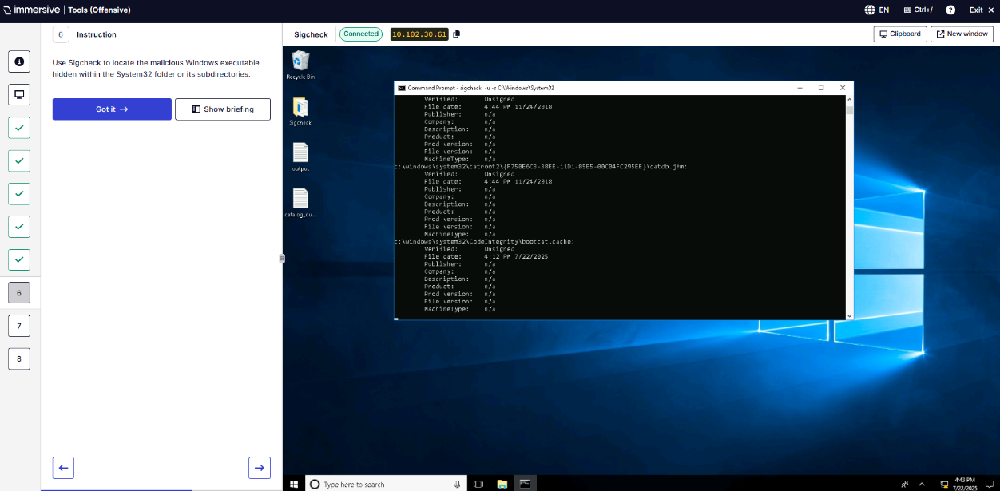 immersive | Tools (Offensive)
EN
Ctrl+/
?
Exit ×
6 Instruction
Use Sigcheck to locate the malicious Windows executable
hidden within the System32 folder or its subdirectories.
Got it →
Show briefing
6
7
8
Sigcheck
Connected
10.102.30.61
Clipboard
New window
Recycle Bin
Sigcheck
output
catalog_du...
Command Prompt - sigcheck -u -s C:\Windows\System32
Verified: Unsigned
File date: 4:44 PM 11/24/2018
Publisher: n/a
Company: n/a
Description: n/a
Product: n/a
Prod version: n/a
File version: n/a
MachineType: n/a
c:\windows\system32\catroot2\{F750E6C3-38EE-11D1-85E5-00C04FC295EE}\catdb.jfm:
Verified: Unsigned
File date: 4:44 PM 11/24/2018
Publisher: n/a
Company: n/a
Description: n/a
Product: n/a
Prod version: n/a
File version: n/a
MachineType: n/a
c:\windows\system32\CodeIntegrity\bootcat.cache:
Verified: Unsigned
File date: 4:12 PM 7/22/2025
Publisher: n/a
Company: n/a
Description: n/a
Product: n/a
Prod version: n/a
File version: n/a
MachineType: n/a
Type here to search
4:43 PM
7/22/2025